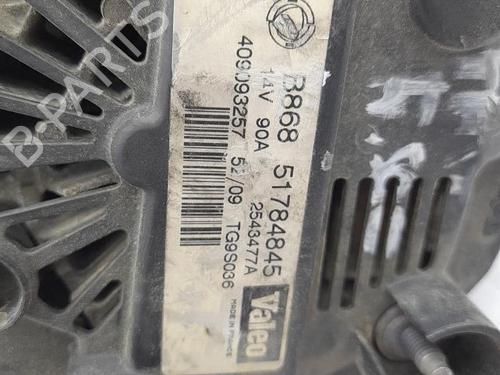 B-PARTS
B868 51784845
14V 90A 2543477A
409093257 52/09 TG9S036
Valeo
MADE IN FRANCE